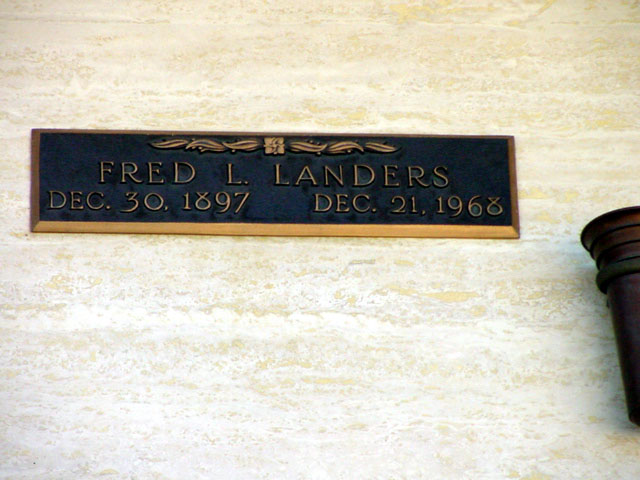 FRED L. LANDERS
DEC. 30, 1897 DEC. 21, 1968